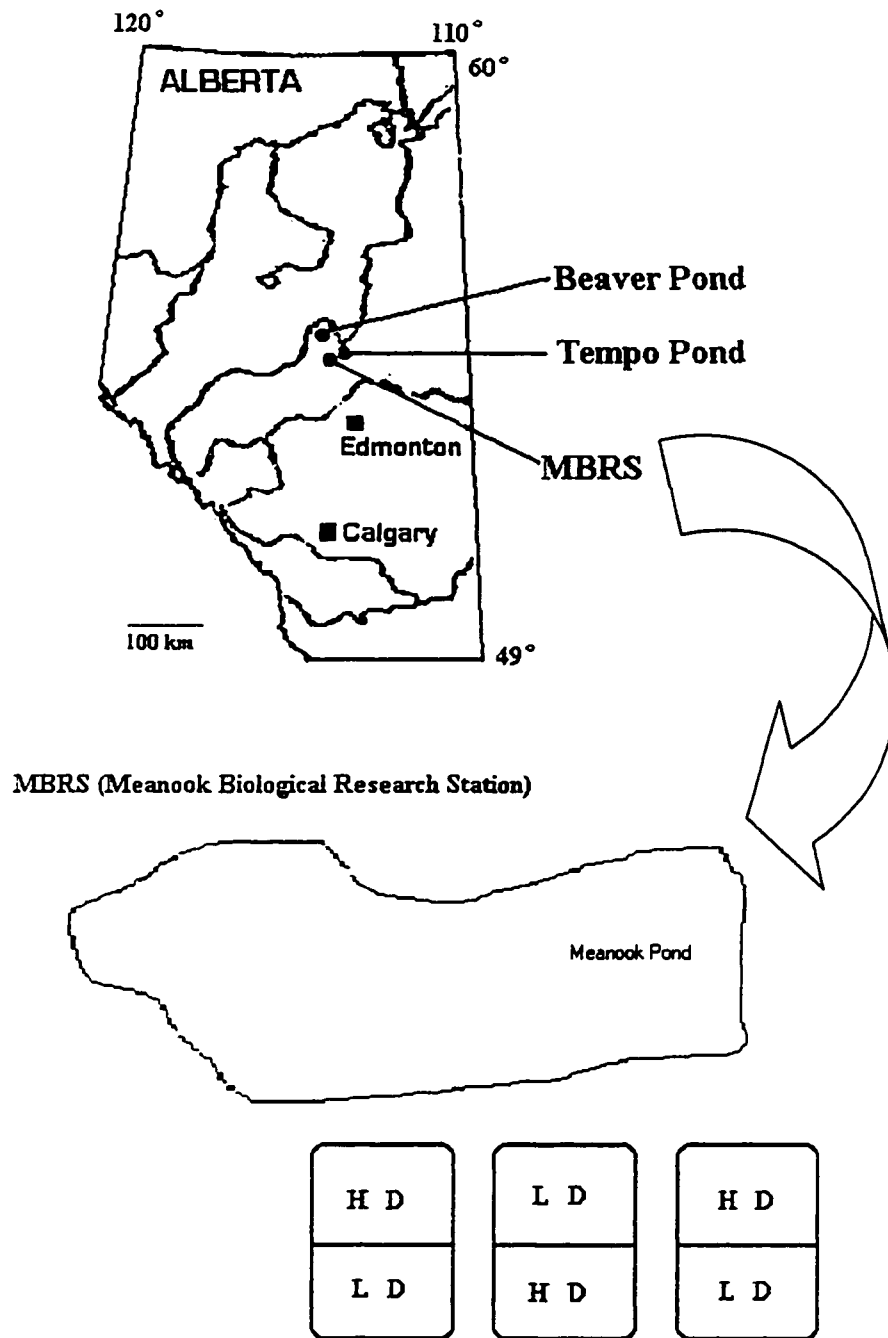 120°
110°
60°
ALBERTA
Beaver Pond
Tempo Pond
Edmonton
MBRS
Calgary
100 km
49°
MBRS (Meanook Biological Research Station)
Meanook Pond
H D
L D
H D
L D
H D
L D